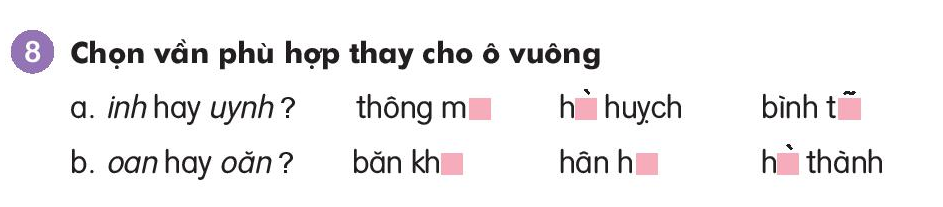 8 Chọn vần phù hợp thay cho ô vuông
a. inh hay uynh ? thông m□ h□̀ huỵch bình t□̃
b. oan hay oăn ? băn kh□ hân h□ h□̀ thành